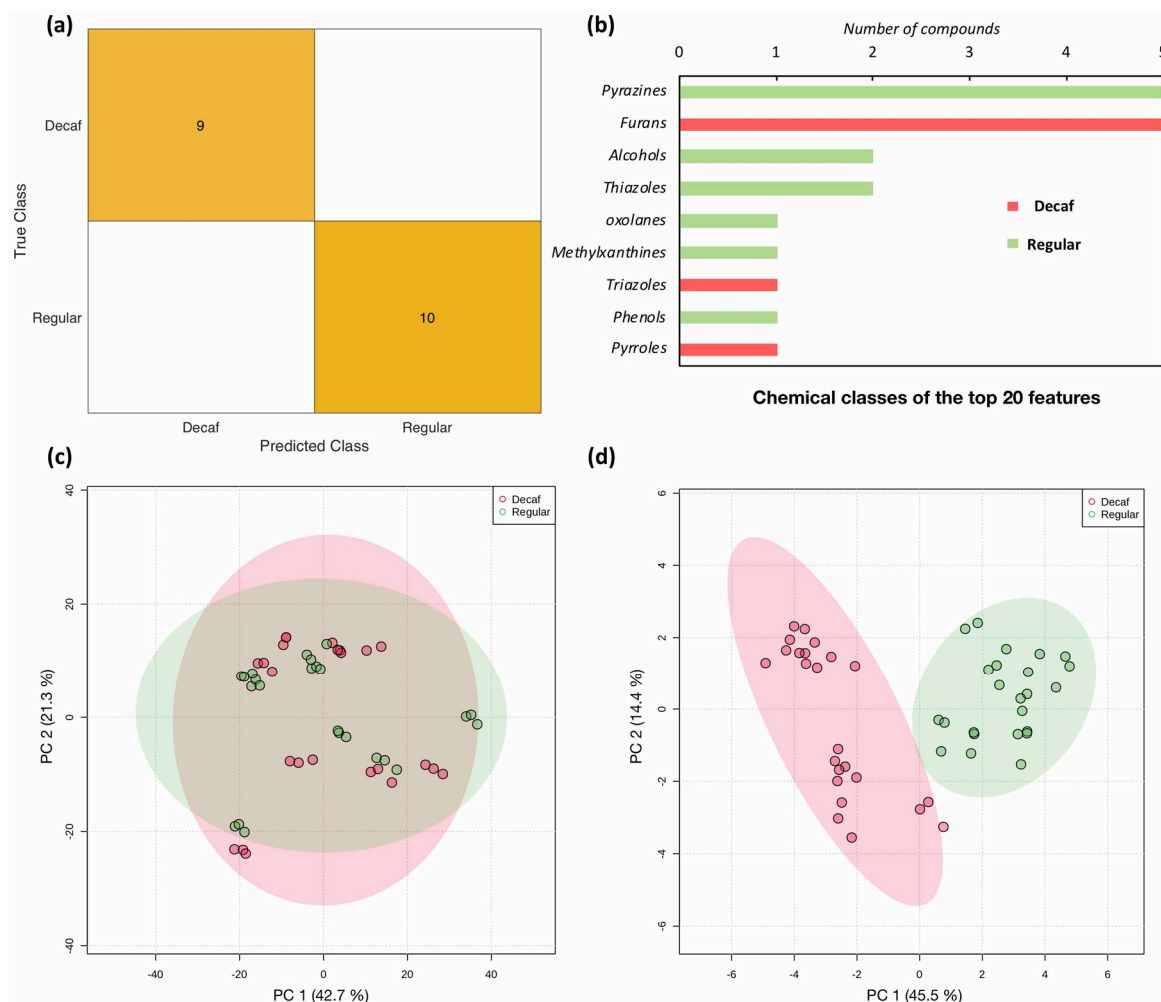 (a)
True Class
Decaf
9
Regular
10
Decaf
Regular
Predicted Class
(b)
Number of compounds
0 1 2 3 4 5
Pyrazines
Furans
Alcohols
Thiazoles
oxolanes
Methylxanthines
Triazoles
Phenols
Pyrroles
Decaf
Regular
Chemical classes of the top 20 features
(c)
Decaf
Regular
PC 2 (21.3 %)
40
20
0
-20
-40
-40 -20 0 20 40
PC 1 (42.7 %)
(d)
Decaf
Regular
PC 2 (14.4 %)
6
4
2
0
-2
-4
-6
-6 -4 -2 0 2 4 6
PC 1 (45.5 %)